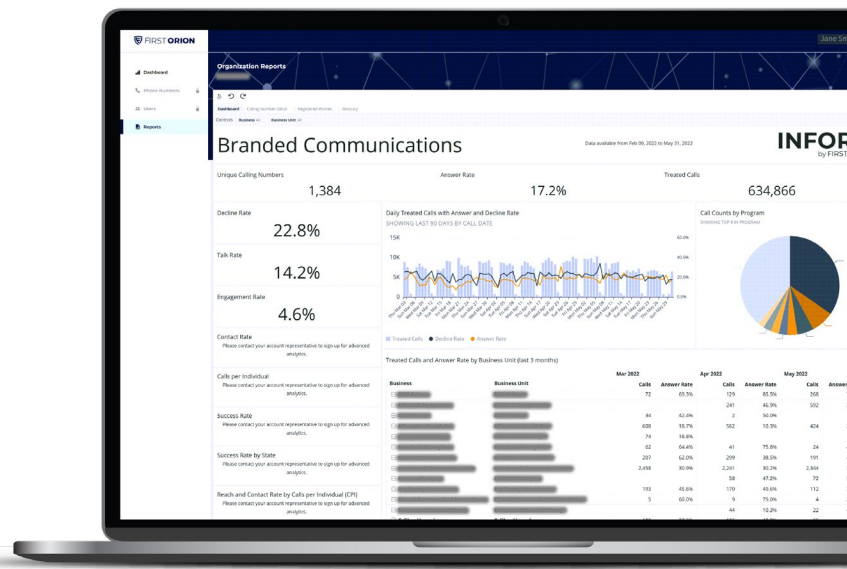 FIRST ORION
Jane Sm
Dashboard
Phone Numbers
Users
Reports
Organization Reports
Dashboard Calling Number Detail Registered Phones Glossary
Controls Business Business Unit
Branded Communications
Data available from Feb 09, 2022 to May 31, 2022
INFOR
by FIRST
Unique Calling Numbers
1,384
Answer Rate
17.2%
Treated Calls
634,866
Decline Rate
22.8%
Talk Rate
14.2%
Engagement Rate
4.6%
Contact Rate
Please contact your account representative to sign up for advanced
analytics.
Calls per Individual
Please contact your account representative to sign up for advanced
analytics.
Success Rate
Please contact your account representative to sign up for advanced
analytics.
Success Rate by State
Please contact your account representative to sign up for advanced
analytics.
Reach and Contact Rate by Calls per Individual (CPI)
Please contact your account representative to sign up for advanced
analytics.
Daily Treated Calls with Answer and Decline Rate
SHOWING LAST 90 DAYS BY CALL DATE
15K
10K
5K
0
60.0%
40.0%
20.0%
0.0%
Treated Calls Decline Rate Answer Rate
Call Counts by Program
Treated Calls and Answer Rate by Business Unit (last 3 months)
Mar 2022 Apr 2022 May 2022
Business Business Unit Calls Answer Rate Calls Answer Rate Calls Answer
72 69.3% 129 85.5% 268
241 46.9% 592
94 42.4% 2 50.0%
608 18.7% 562 10.3% 424
74 18.8%
62 64.4% 41 75.8% 24
207 62.0% 299 38.5% 191
2,458 30.9% 2,241 30.2% 2,344
58 47.2% 72
193 45.6% 170 49.6% 112
5 60.0% 9 75.0% 4
44 10.2% 22